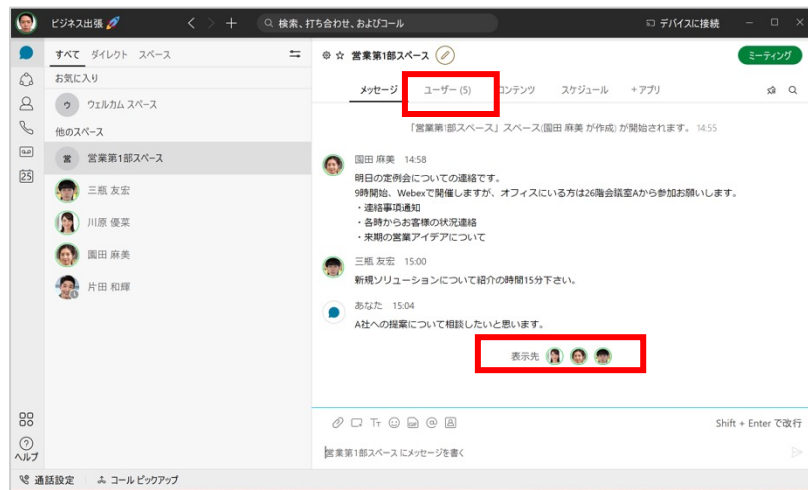 ビジネス出張
検索、打ち合わせ、およびコール
デバイスに接続
すべて ダイレクト スペース
お気に入り
ウ ウェルカム スペース
他のスペース
営 営業第1部スペース
三瓶 友宏
川原 優菜
園田 麻美
片田 和輝
25
ヘルプ
営業第1部スペース
ミーティング
メッセージ ユーザー (5) コンテンツ スケジュール +アプリ
「営業第1部スペース」スペース(園田 麻美 が作成) が開始されます。 14:55
園田 麻美 14:58
明日の定例会についての連絡です。
9時開始、Webexで開催しますが、オフィスにいる方は26階会議室Aから参加お願いします。
・連絡事項通知
・各時からお客様の状況連絡
・来期の営業アイデアについて
三瓶 友宏 15:00
新規ソリューションについて紹介の時間15分下さい。
あなた 15:04
A社への提案について相談したいと思います。
表示先
Shift + Enter で改行
営業第1部スペース にメッセージを書く
通話設定 コール ピックアップ